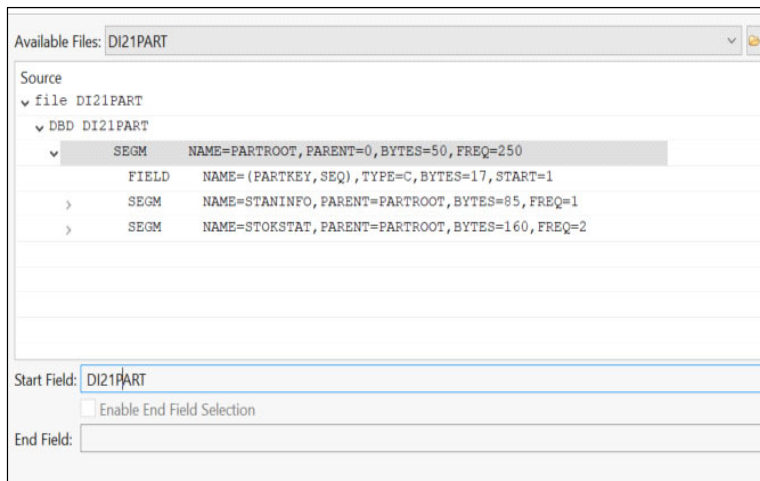 Available Files: DI21PART
Source
file DI21PART
DBD DI21PART
SEGM NAME=PARTROOT,PARENT=0,BYTES=50,FREQ=250
FIELD NAME=(PARTKEY,SEQ),TYPE=C,BYTES=17,START=1
SEGM NAME=STANINFO,PARENT=PARTROOT,BYTES=85,FREQ=1
SEGM NAME=STOKSTAT,PARENT=PARTROOT,BYTES=160,FREQ=2
Start Field: DI21PART
Enable End Field Selection
End Field: